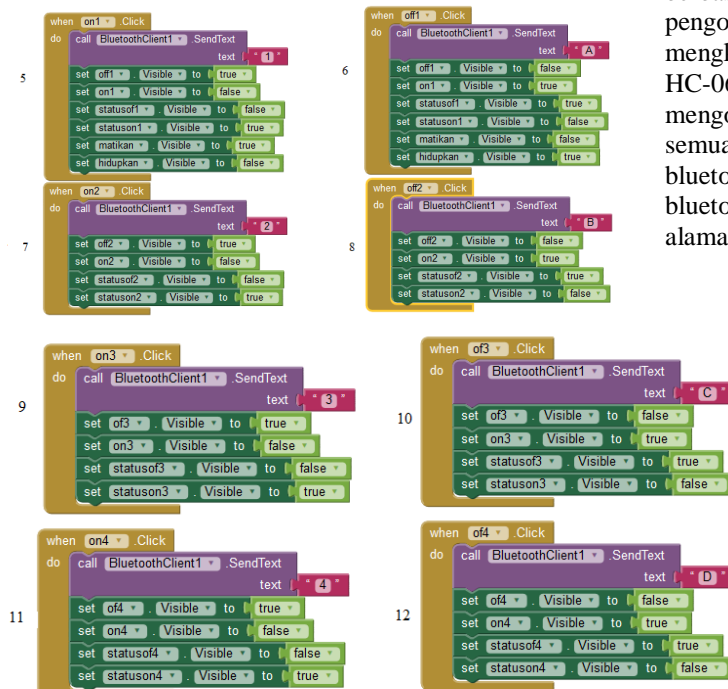 5
when on1 .Click
do call BluetoothClient1 .SendText
text " 1 "
set off1 . Visible to true
set on1 . Visible to false
set statusof1 . Visible to false
set statuson1 . Visible to true
set matikan . Visible to true
set hidupkan . Visible to false
6
when off1 .Click
do call BluetoothClient1 .SendText
text " A "
set off1 . Visible to false
set on1 . Visible to true
set statusof1 . Visible to true
set statuson1 . Visible to false
set matikan . Visible to false
set hidupkan . Visible to true
7
when on2 .Click
do call BluetoothClient1 .SendText
text " 2 "
set off2 . Visible to true
set on2 . Visible to false
set statusof2 . Visible to false
set statuson2 . Visible to true
8
when off2 .Click
do call BluetoothClient1 .SendText
text " B "
set off2 . Visible to false
set on2 . Visible to true
set statusof2 . Visible to true
set statuson2 . Visible to false
9
when on3 .Click
do call BluetoothClient1 .SendText
text " 3 "
set of3 . Visible to true
set on3 . Visible to false
set statusof3 . Visible to false
set statuson3 . Visible to true
10
when of3 .Click
do call BluetoothClient1 .SendText
text " C "
set of3 . Visible to false
set on3 . Visible to true
set statusof3 . Visible to true
set statuson3 . Visible to false
11
when on4 .Click
do call BluetoothClient1 .SendText
text " 4 "
set of4 . Visible to true
set on4 . Visible to false
set statusof4 . Visible to false
set statuson4 . Visible to true
12
when of4 .Click
do call BluetoothClient1 .SendText
text " D "
set of4 . Visible to false
set on4 . Visible to true
set statusof4 . Visible to true
set statuson4 . Visible to false
pengo
HC-0
mengo
semua
blueto
blueto
alama